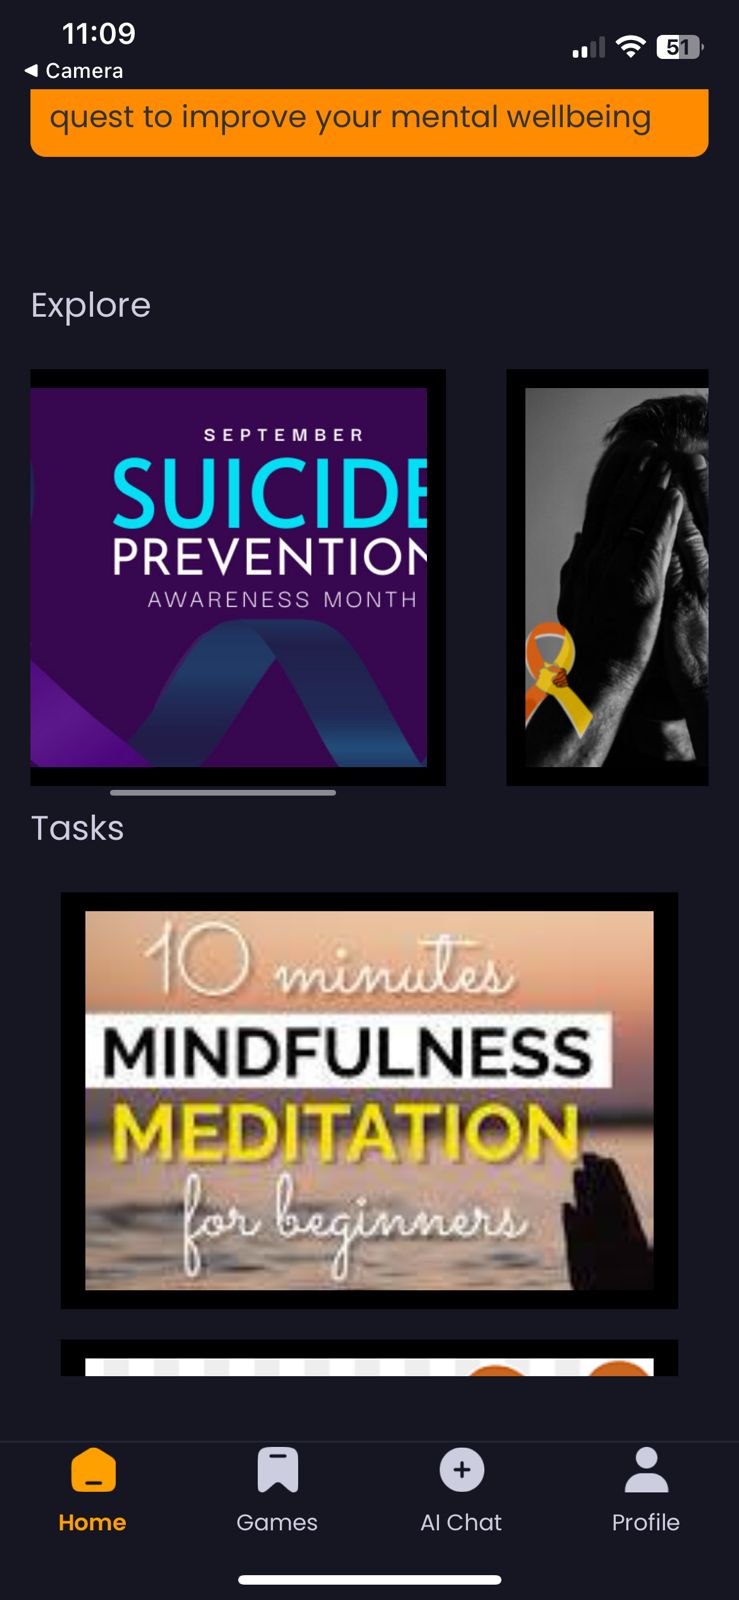 11:09
51
Camera
quest to improve your mental wellbeing
Explore
SEPTEMBER
SUICIDE
PREVENTION
AWARENESS MONTH
Tasks
10 minutes
MINDFULNESS
MEDITATION
for beginners
Home
Games
AI Chat
Profile